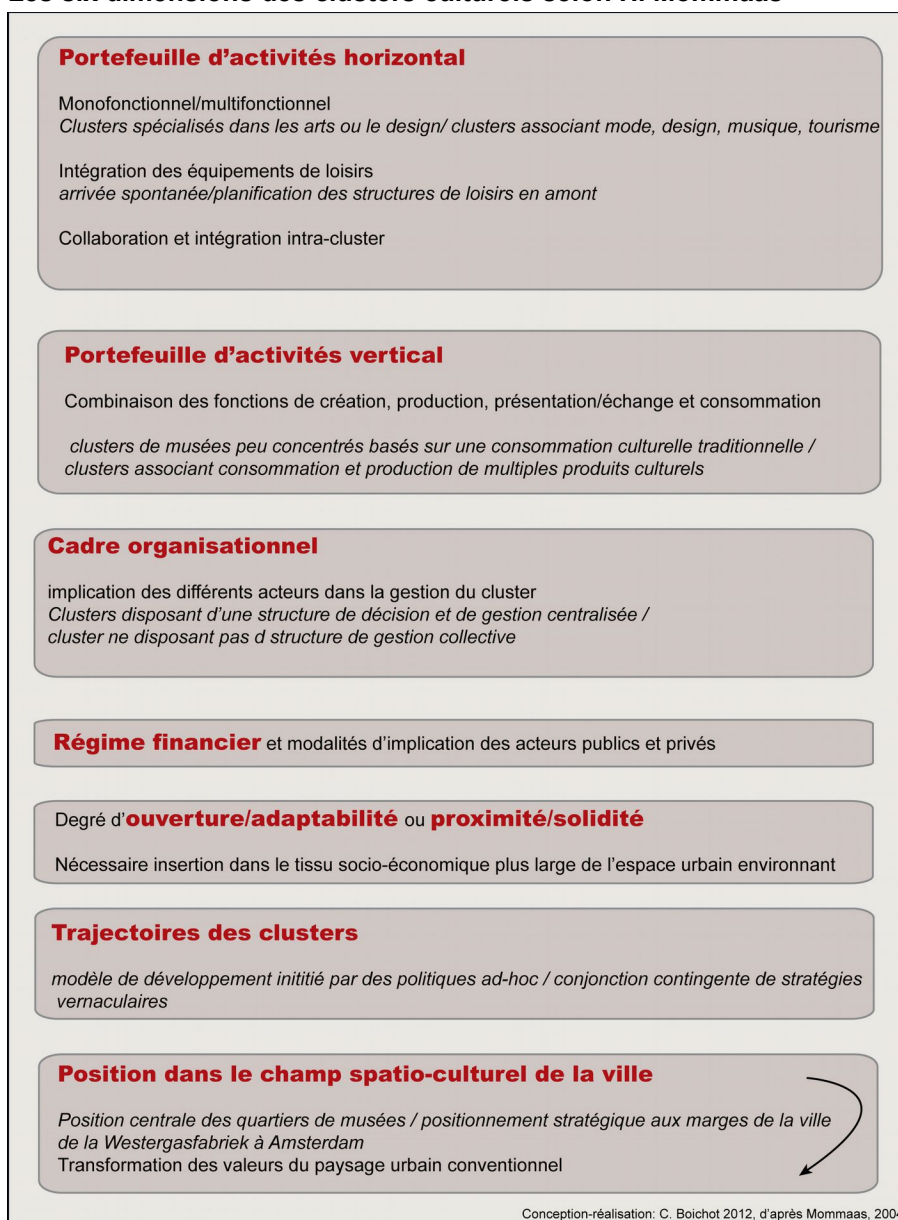 Les six dimensions des clusters culturels selon H. Mommaas
Portefeuille d’activités horizontal
Monofonctionnel/multifonctionnel
Clusters spécialisés dans les arts ou le design/ clusters associant mode, design, musique, tourisme
Intégration des équipements de loisirs
arrivée spontanée/planification des structures de loisirs en amont
Collaboration et intégration intra-cluster
Portefeuille d’activités vertical
Combinaison des fonctions de création, production, présentation/échange et consommation
clusters de musées peu concentrés basés sur une consommation culturelle traditionnelle /
clusters associant consommation et production de multiples produits culturels
Cadre organisationnel
implication des différents acteurs dans la gestion du cluster
Clusters disposant d’une structure de décision et de gestion centralisée /
cluster ne disposant pas d structure de gestion collective
Régime financier et modalités d’implication des acteurs publics et privés
Degré d’ouverture/adaptabilité ou proximité/solidité
Nécessaire insertion dans le tissu socio-économique plus large de l’espace urbain environnant
Trajectoires des clusters
modèle de développement inititié par des politiques ad-hoc / conjonction contingente de stratégies
vernaculaires
Position dans le champ spatio-culturel de la ville
Position centrale des quartiers de musées / positionnement stratégique aux marges de la ville
de la Westergasfabriek à Amsterdam
Transformation des valeurs du paysage urbain conventionnel
Conception-réalisation: C. Boichot 2012, d’après Mommaas, 2004